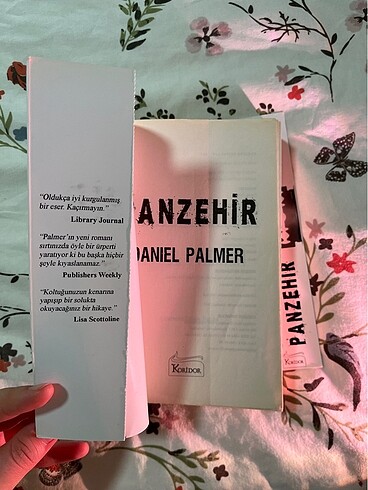 "Oldukça iyi kurgulanmış
bir eser. Kaçırmayın."
Library Journal
"Palmer'ın yeni romanı
sırtınızda öyle bir ürperti
yaratıyor ki bu başka hiçbir
şeyle kıyaslanamaz."
Publishers Weekly
"Koltuğunuzun kenarına
yapışıp bir solukta
okuyacağınız bir hikaye."
Lisa Scottoline
ANZEHİR
DANIEL PALMER
KORİDOR
PANZEHİR